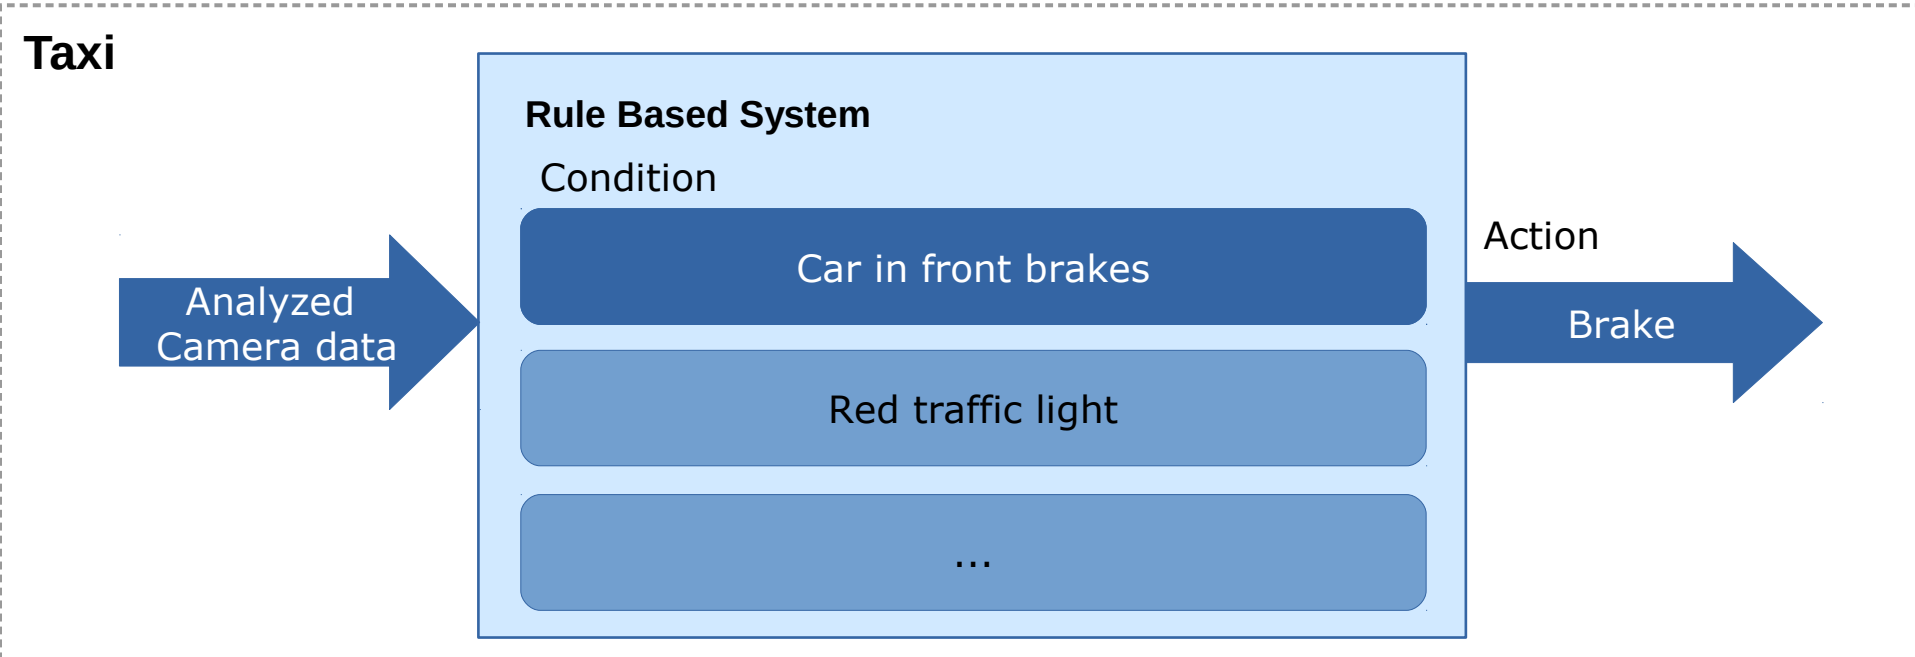 Taxi
Rule Based System
Condition
Car in front brakes
Action
Analyzed
Camera data
Brake
Red traffic light
...